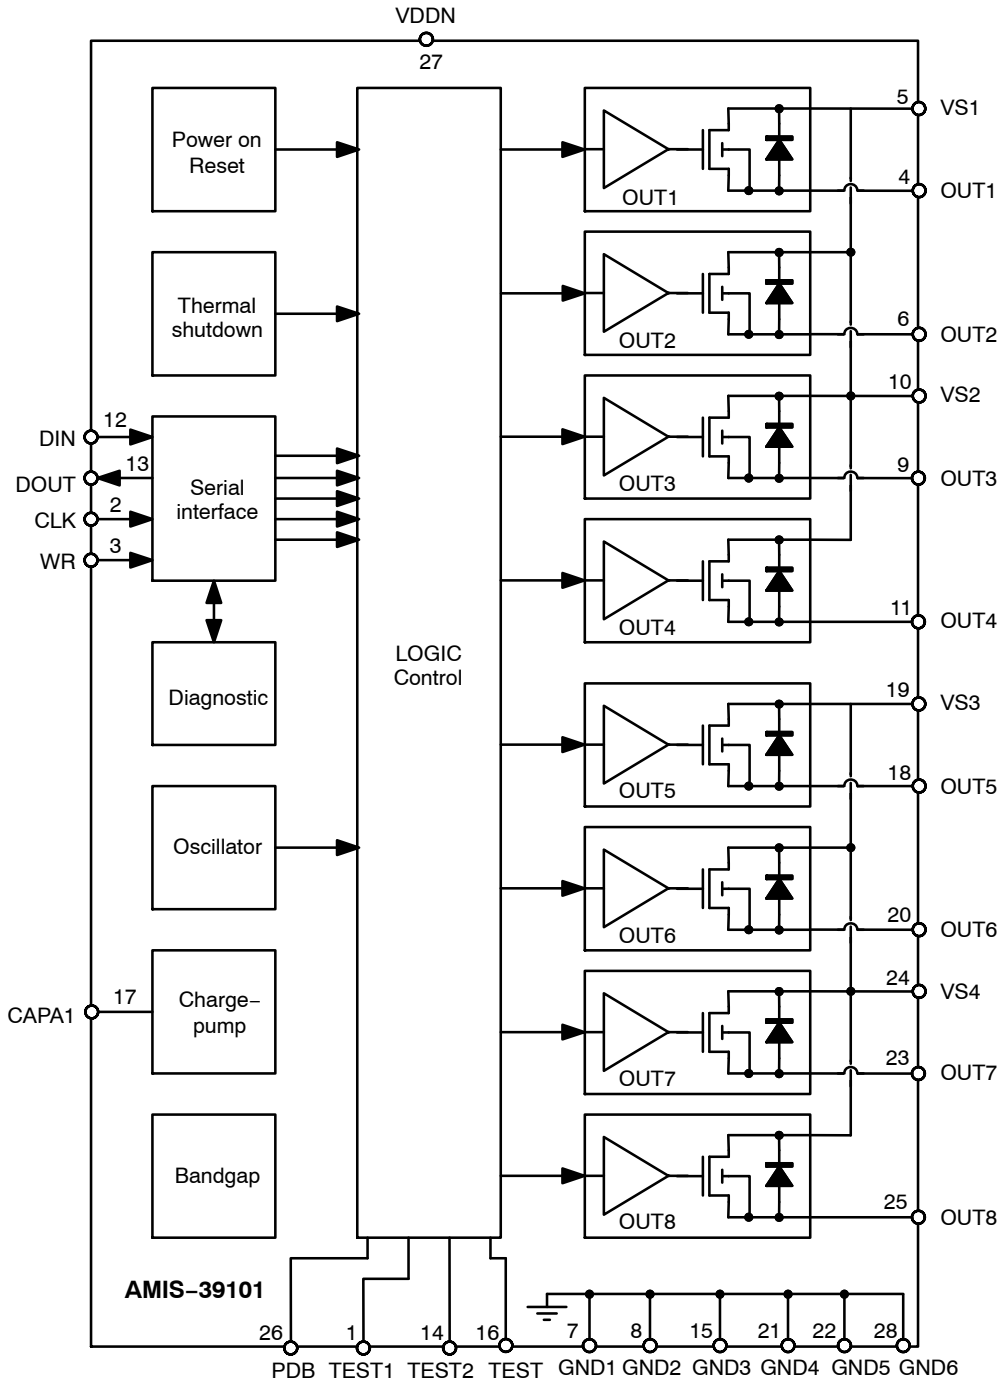 VDDN
27
Power on
Reset
Thermal
shutdown
DIN
12
DOUT
13
CLK
2
WR
3
Serial
interface
Diagnostic
Oscillator
CAPA1
17
Charge–
pump
Bandgap
LOGIC
Control
OUT1
5
VS1
4
OUT1
OUT2
6
OUT2
10
VS2
OUT3
9
OUT3
OUT4
11
OUT4
19
VS3
OUT5
18
OUT5
OUT6
20
OUT6
24
VS4
OUT7
23
OUT7
OUT8
25
OUT8
AMIS–39101
26
1
14
16
7
8
15
21
22
28
PDB
TEST1
TEST2
TEST
GND1
GND2
GND3
GND4
GND5
GND6